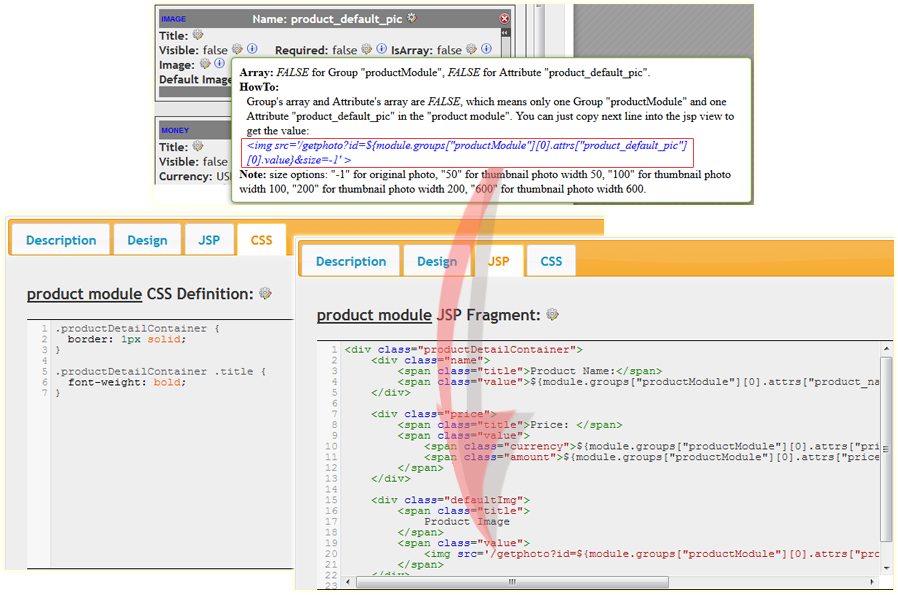 IMAGE Name: product_default_pic
Title:
Visible: false Required: false IsArray: false
Image:
Default Image
Array: FALSE for Group "productModule", FALSE for Attribute "product_default_pic".
HowTo:
Group's array and Attribute's array are FALSE, which means only one Group "productModule" and one
Attribute "product_default_pic" in the "product module". You can just copy next line into the jsp view to
get the value:
<img src='/getphoto?id=${module.groups["productModule"][0].attrs["product_default_pic"]
[0].value}&size=-1' >
Note: size options: "-1" for original photo, "50" for thumbnail photo width 50, "100" for thumbnail photo
width 100, "200" for thumbnail photo width 200, "600" for thumbnail photo width 600.
MONEY
Title:
Visible: false
Currency: US
Description Design JSP CSS
product module CSS Definition:
1 .productDetailContainer {
2 border: 1px solid;
3 }
4
5 .productDetailContainer .title {
6 font-weight: bold;
7 }
Description Design JSP CSS
product module JSP Fragment:
1 <div class="productDetailContainer">
2 <div class="name">
3 <span class="title">Product Name:</span>
4 <span class="value">${module.groups["productModule"][0].attrs["product_na
5 </div>
6
7 <div class="price">
8 <span class="title">Price: </span>
9 <span class="value">
10 <span class="currency">${module.groups["productModule"][0].attrs["pri
11 <span class="amount">${module.groups["productModule"][0].attrs["price
12 </span>
13 </div>
14
15 <div class="defaultImg">
16 <span class="title">
17 Product Image
18 </span>
19 <span class="value">
20 <img src='/getphoto?id=${module.groups["productModule"][0].attrs["pro
21 </span>
22 </div>
23